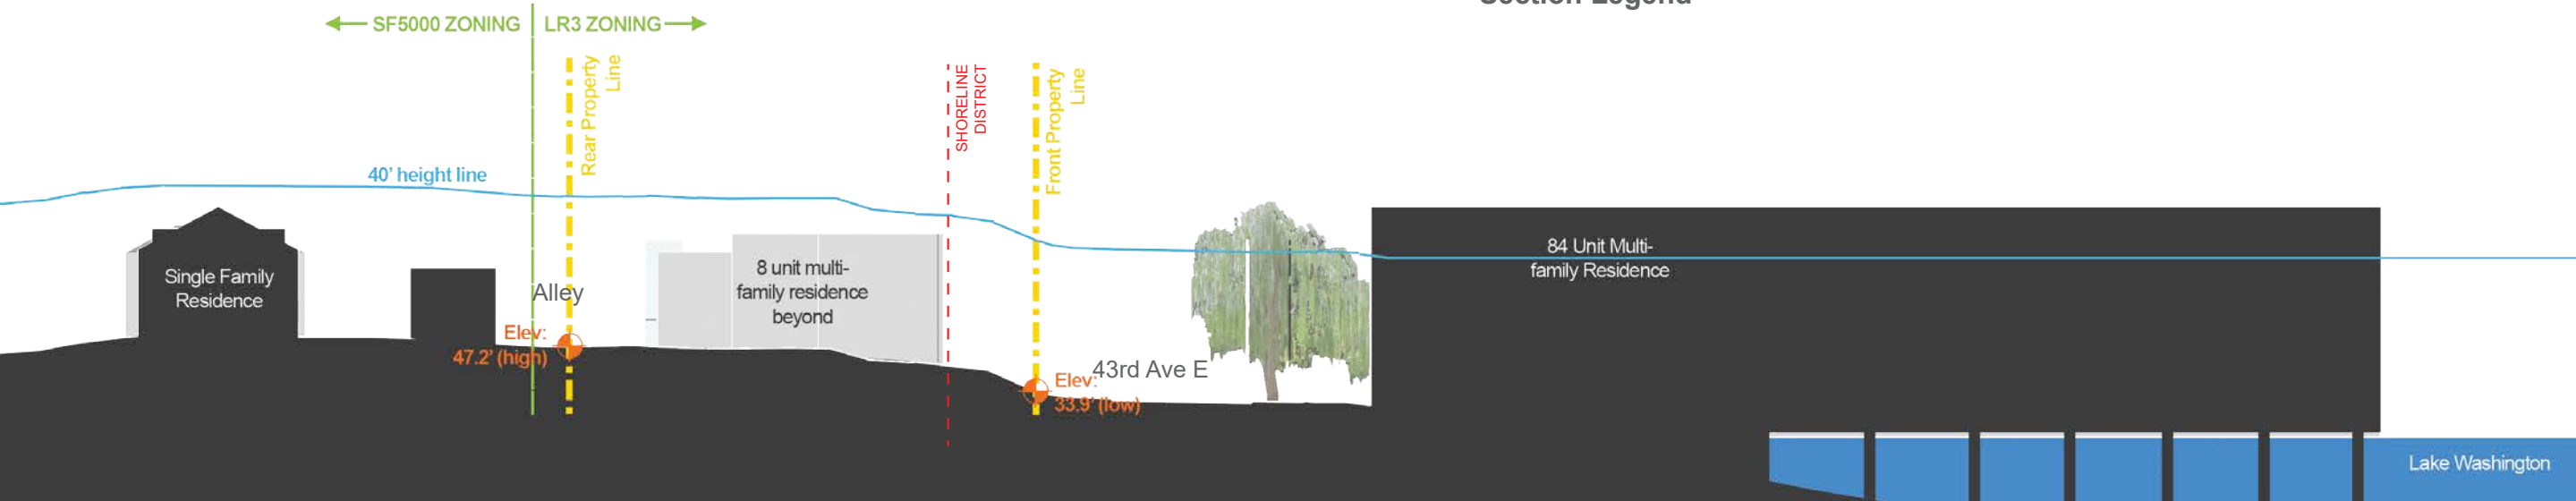 Section Legend
SF5000 ZONING
LR3 ZONING
Rear Property
Line
SHORELINE
DISTRICT
Front Property
Line
40' height line
Single Family
Residence
Alley
Elev:
47.2' (high)
8 unit multi-
family residence
beyond
43rd Ave E
Elev:
33.9' (low)
84 Unit Multi-
family Residence
Lake Washington